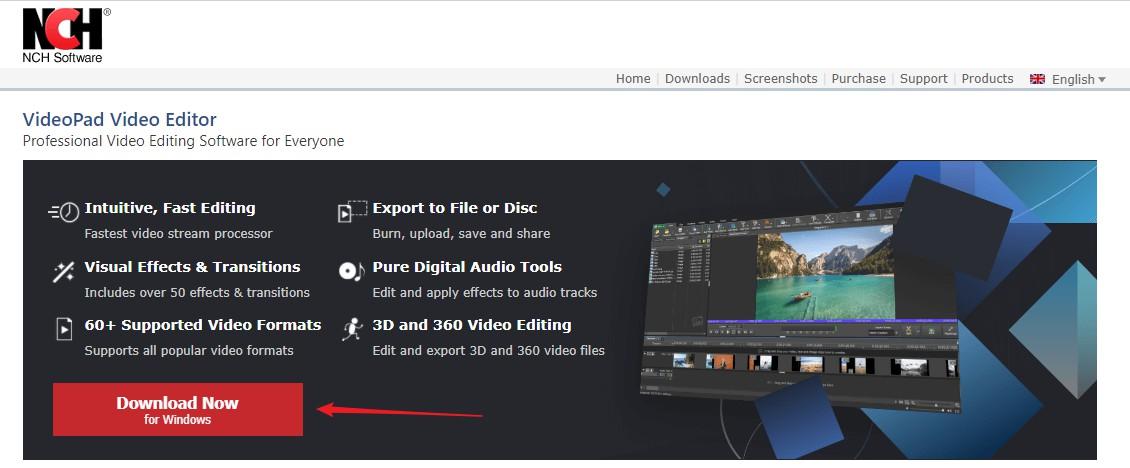 NCH®
NCH Software
Home | Downloads | Screenshots | Purchase | Support | Products English
VideoPad Video Editor
Professional Video Editing Software for Everyone
Intuitive, Fast Editing
Fastest video stream processor
Export to File or Disc
Burn, upload, save and share
Visual Effects & Transitions
Includes over 50 effects & transitions
Pure Digital Audio Tools
Edit and apply effects to audio tracks
60+ Supported Video Formats
Supports all popular video formats
3D and 360 Video Editing
Edit and export 3D and 360 video files
Download Now
for Windows